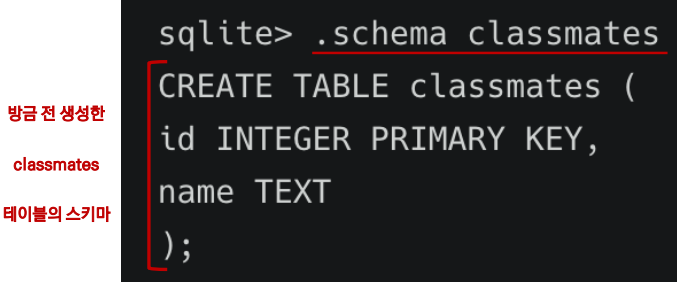 방금 전 생성한
classmates
테이블의 스키마
sqlite> .schema classmates
CREATE TABLE classmates (
id INTEGER PRIMARY KEY,
name TEXT
);